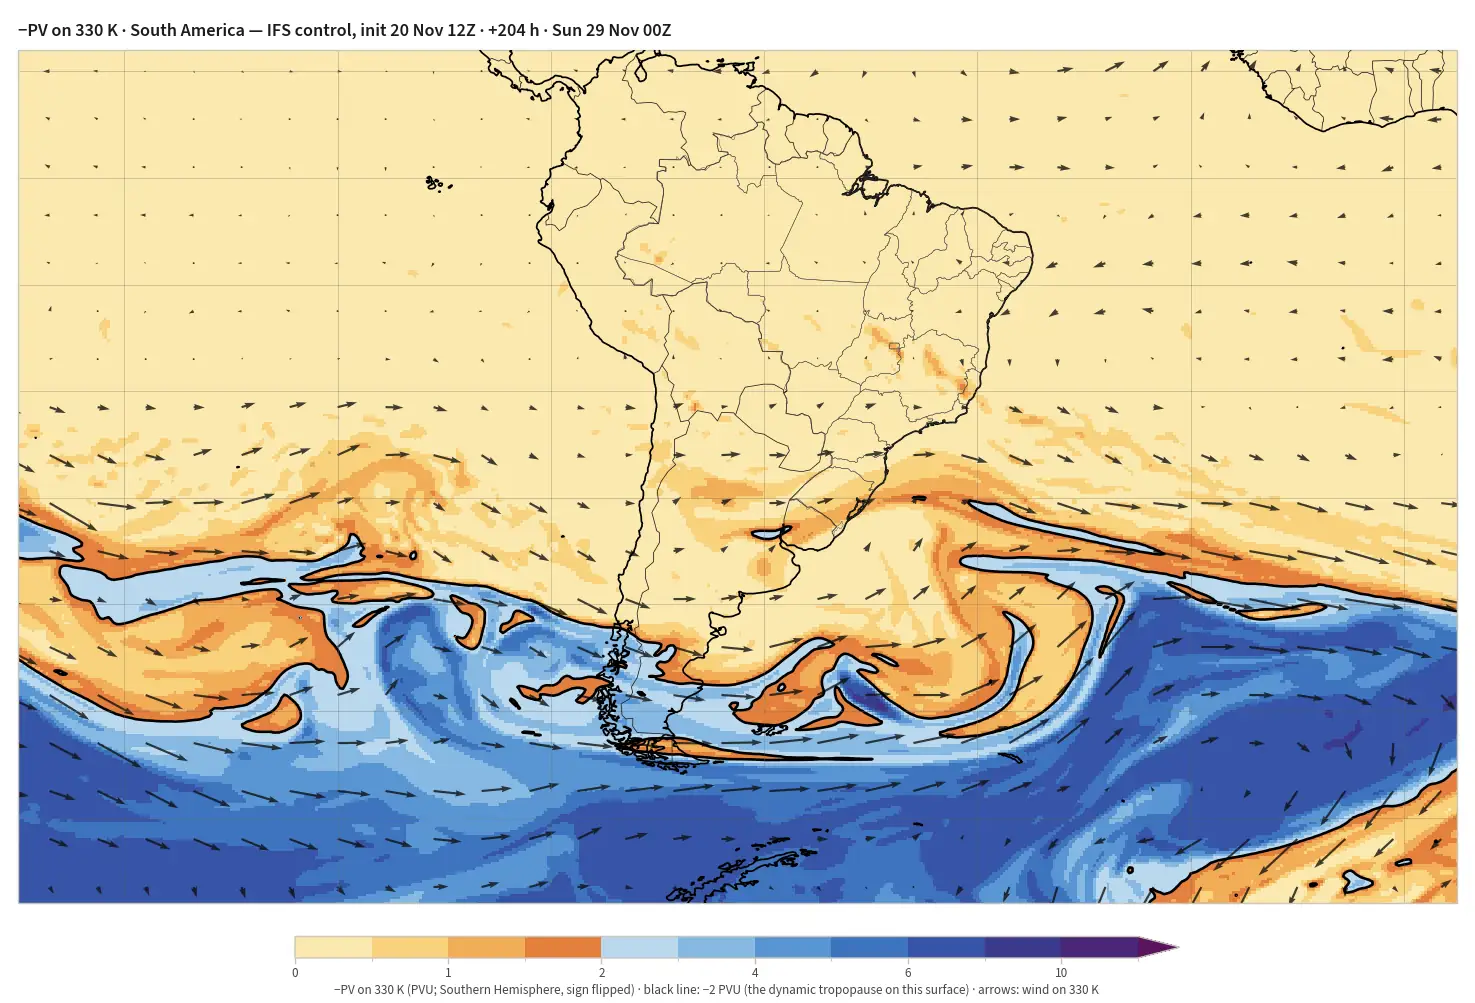 −PV on 330 K · South America — IFS control, init 20 Nov 12Z · +204 h · Sun 29 Nov 00Z
0 1 2 4 6 10
−PV on 330 K (PVU; Southern Hemisphere, sign flipped) · black line: −2 PVU (the dynamic tropopause on this surface) · arrows: wind on 330 K